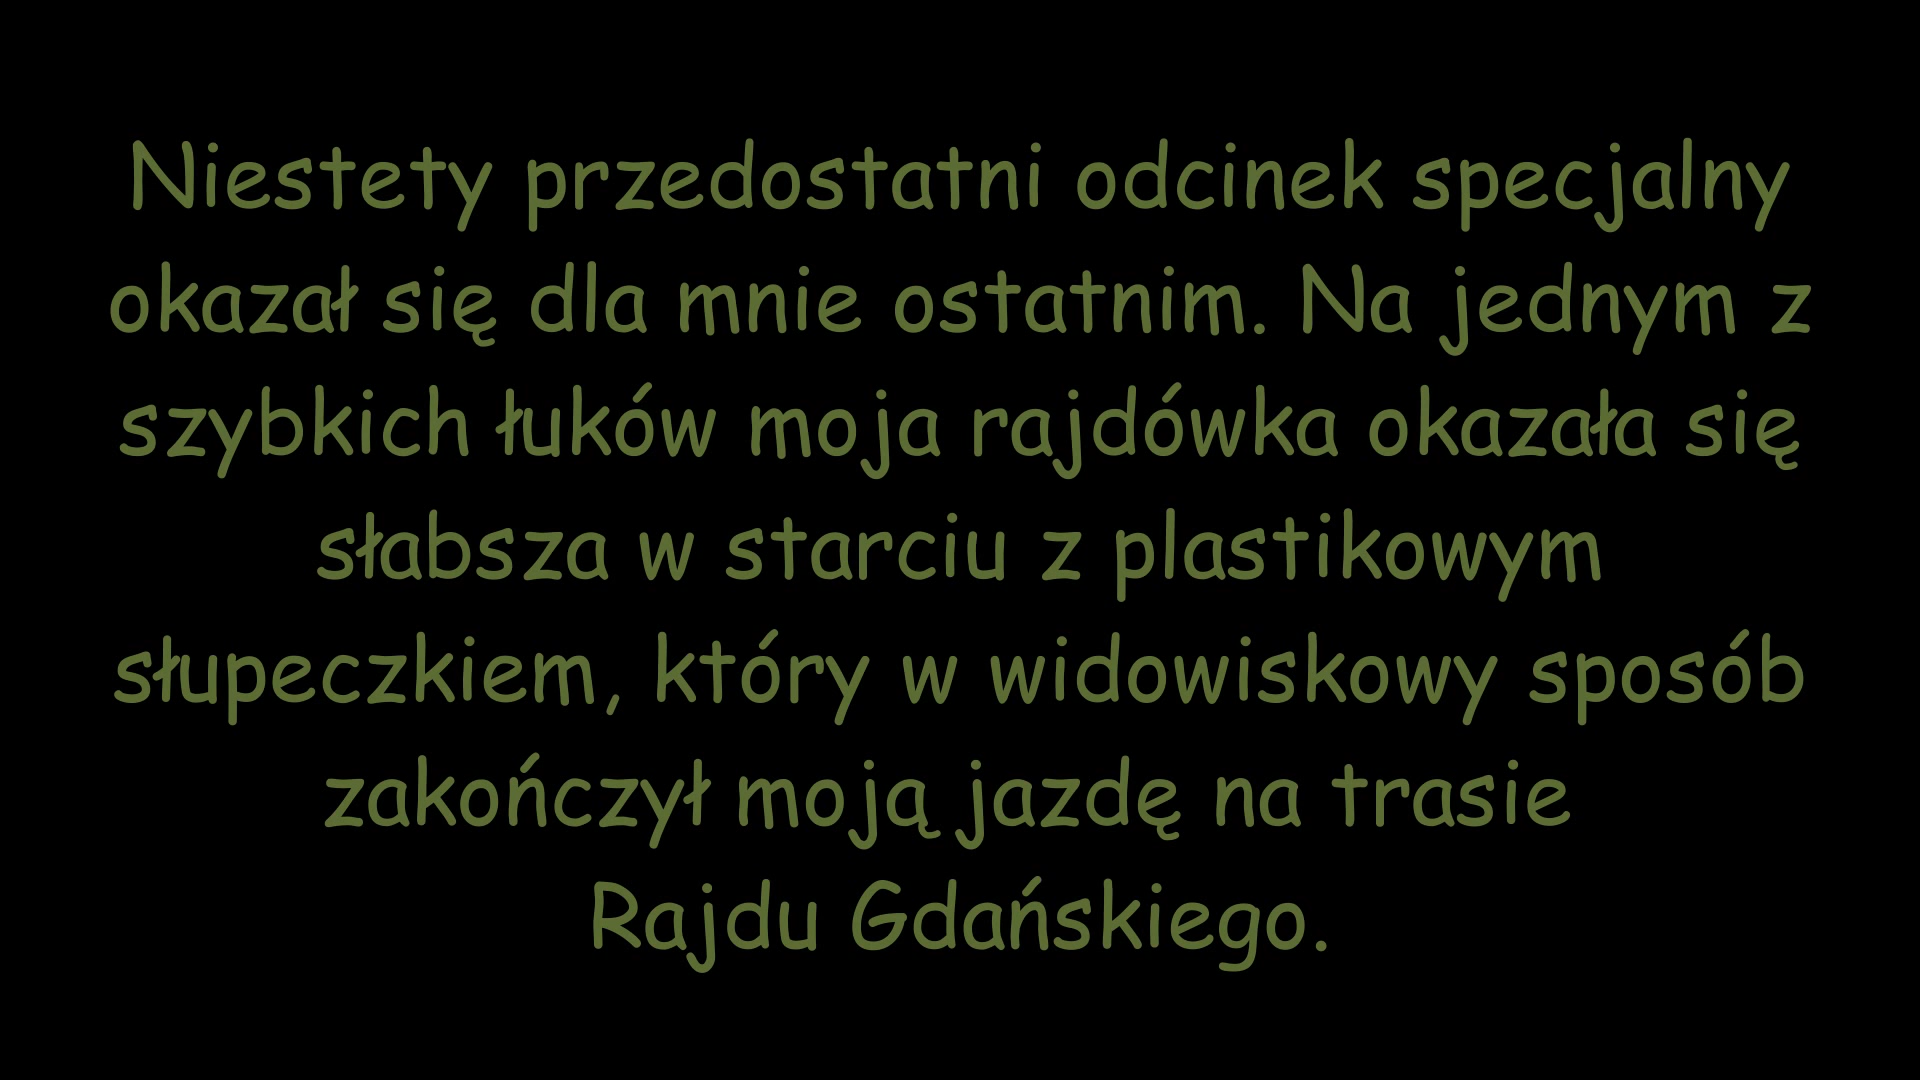 Niestety przedostatni odcinek specjalny
okazał się dla mnie ostatnim. Na jednym z
szybkich łuków moja rajdówka okazała się
słabsza w starciu z plastikowym
słupeczkiem, który w widowiskowy sposób
zakończył moją jazdę na trasie
Rajdu Gdańskiego.